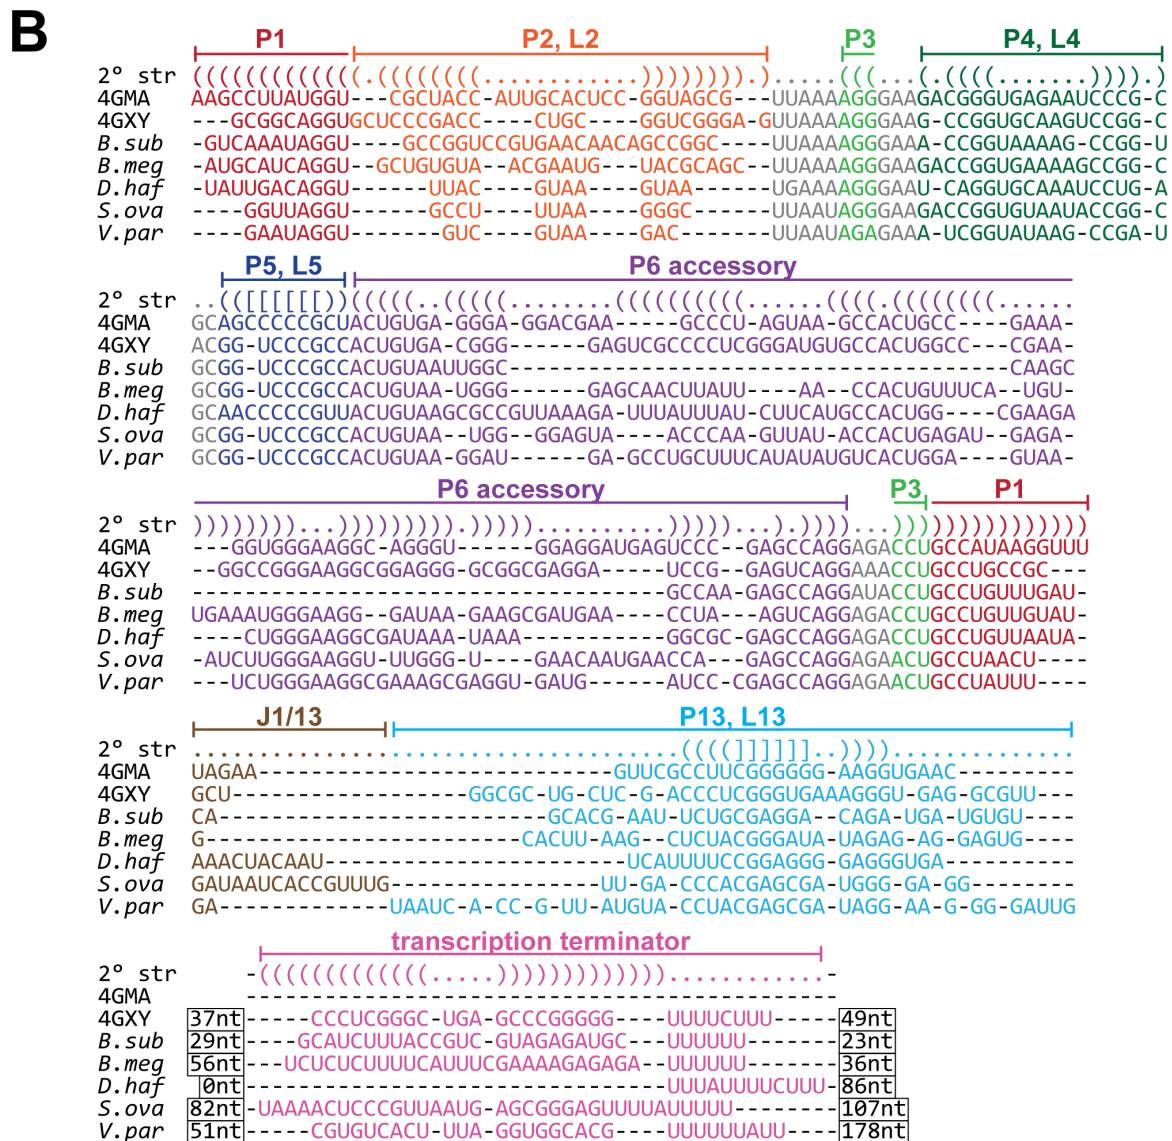 B
P1 P2, L2 P3 P4, L4
2° str (((((((((((((.((((((((............)))))))).).....(((...(.((((.......)))).)
4GMA AAGCCUUAUGGU---CGCUACC-AUUGCACUCC-GGUAGCG---UUAAAAGGGAAGACGGGUGAGAAUCCCG-C
4GXY ---GCGGCAGGUGCUCCCGACC----CUGC----GGUCGGGA-GUUAAAAGGGAAG-CCGGUGCAAGUCCGG-C
B.sub -GUCAAAUAGGU----GCCGGUCCGUGAACAACAGCCGGC----UUAAAAGGGAAA-CCGGUAAAAG-CCGG-U
B.meg -AUGCAUCAGGU--GCUGUGUA--ACGAAUG---UACGCAGC--UUAAAAGGGAAGACCGGUGAAAAGCCGG-C
D.haf -UAUUGACAGGU------UUAC----GUAA----GUAA------UGAAAAGGGAAU-CAGGUGCAAAUCCUG-A
S.ova ----GGUUAGGU------GCCU----UUAA----GGGC------UUAAUAGGGAAGACCGGUGUAAUACCGG-C
V.par ----GAAUAGGU-------GUC----GUAA----GAC-------UUAAUAGAGAAA-UCGGUAUAAG-CCGA-U
P5, L5 P6 accessory
2° str ..(([[[[[[))(((((..(((((........((((((((((......((((.((((((((......
4GMA GCAGCCCCCGCUACUGUGA-GGGA-GGACGAA-----GCCCU-AGUAA-GCCACUGCC----GAAA-
4GXY ACGG-UCCCGCCACUGUGA-CGGG------GAGUCGCCCCUCGGGAUGUGCCACUGGCC---CGAA-
B.sub GCGG-UCCCGCCACUGUAAUUGGC--------------------------------------CAAGC
B.meg GCGG-UCCCGCCACUGUAA-UGGG------GAGCAACUUAUU----AA--CCACUGUUUCA--UGU-
D.haf GCAACCCCCGUUACUGUAAGCGCCGUUAAAGA-UUUAUUUAU-CUUCAUGCCACUGG----CGAAGA
S.ova GCGG-UCCCGCCACUGUAA--UGG--GGAGUA----ACCCAA-GUUAU-ACCACUGAGAU--GAGA-
V.par GCGG-UCCCGCCACUGUAA-GGAU------GA-GCCUGCUUUCAUAUAUGUCACUGGA----GUAA-
P6 accessory P3 P1
2° str ))))))))...))))))))).)))))..........)))))...).))))...)))))))))))))))
4GMA ---GGUGGGAAGGC-AGGGU-----GGAGGAUGAGUCCC--GAGCCAGGAGACCUGCCAUAAGGUUU
4GXY --GGCCGGGAAGGCGGAGGG-GCGGCGAGGA-----UCCG--GAGUCAGGAAACCUGCCUGCCGC---
B.sub ------------------------------------GCCAA-GAGCCAGGAUACCUGCCUGUUUGAU-
B.meg UGAAAUGGGAAGG--GAUAA-GAAGCGAUGAA----CCUA---AGUCAGGAGACCUGCCUGUUGUAU-
D.haf ----CUGGGAAGGCGAUAAA-UAAA-----------GGCGC-GAGCCAGGAGACCUGCCUGUUAAUA-
S.ova -AUCUUGGGAAGGU-UUGGG-U----GAACAAUGAACCA---GAGCCAGGAGAACUGCCUAACU----
V.par ---UCUGGGAAGGCGAAAGCGAGGU-GAUG------AUCC-CGAGCCAGGAGAACUGCCUAUUU----
J1/13 P13, L13
2° str .....................................((((]]]]]]..))))..............
4GMA UAGAA---------------------------GUUCGCCUUCGGGGGGG-AAGGUGAAC---------
4GXY GCU------------------GGCGC-UG-CUC-G-ACCCUCGGGUGAAAGGGU-GAG-GCGUU---
B.sub CA-------------------------GCACG-AAU-UCUGCGAGGA--CAGA-UGA-UGUGU----
B.meg G------------------------CACUU-AAG--CUCUACGGGAUA-UAGAG-AG-GAGUG----
D.haf AAACUACAAU-----------------------UCAUUUUCCGGAGGG-GAGGGUGA----------
S.ova GAUAAUCACCGUUUG----------------UU-GA-CCCACGAGCGA-UGGG-GA-GG--------
V.par GA-------------UAAUC-A-CC-G-UU-AUGUA-CCUACGAGCGA-UAGG-AA-G-GG-GAUUG
transcription terminator
2° str -(((((((((((((.....)))))))))))))............-
4GMA ---------------------------------------------
4GXY 37nt -----CCCUCGGGC-UGA-GCCCGGGGG----UUUUCUUU----- 49nt
B.sub 29nt ----GCAUCUUUACCGUC-GUAGAGAUGC---UUUUUU------- 23nt
B.meg 56nt ---UCUCUCUUUUCAUUUCGAAAAGAGAGA--UUUUUU------- 36nt
D.haf 0nt --------------------------------UUUAUUUUCUUU- 86nt
S.ova 82nt -UAAAACUCCCGUUAAUG-AGCGGGAGUUUUAUUUUU-------- 107nt
V.par 51nt -----CGUGUCACU-UUA-GGUGGCACG----UUUUUUAUU---- 178nt